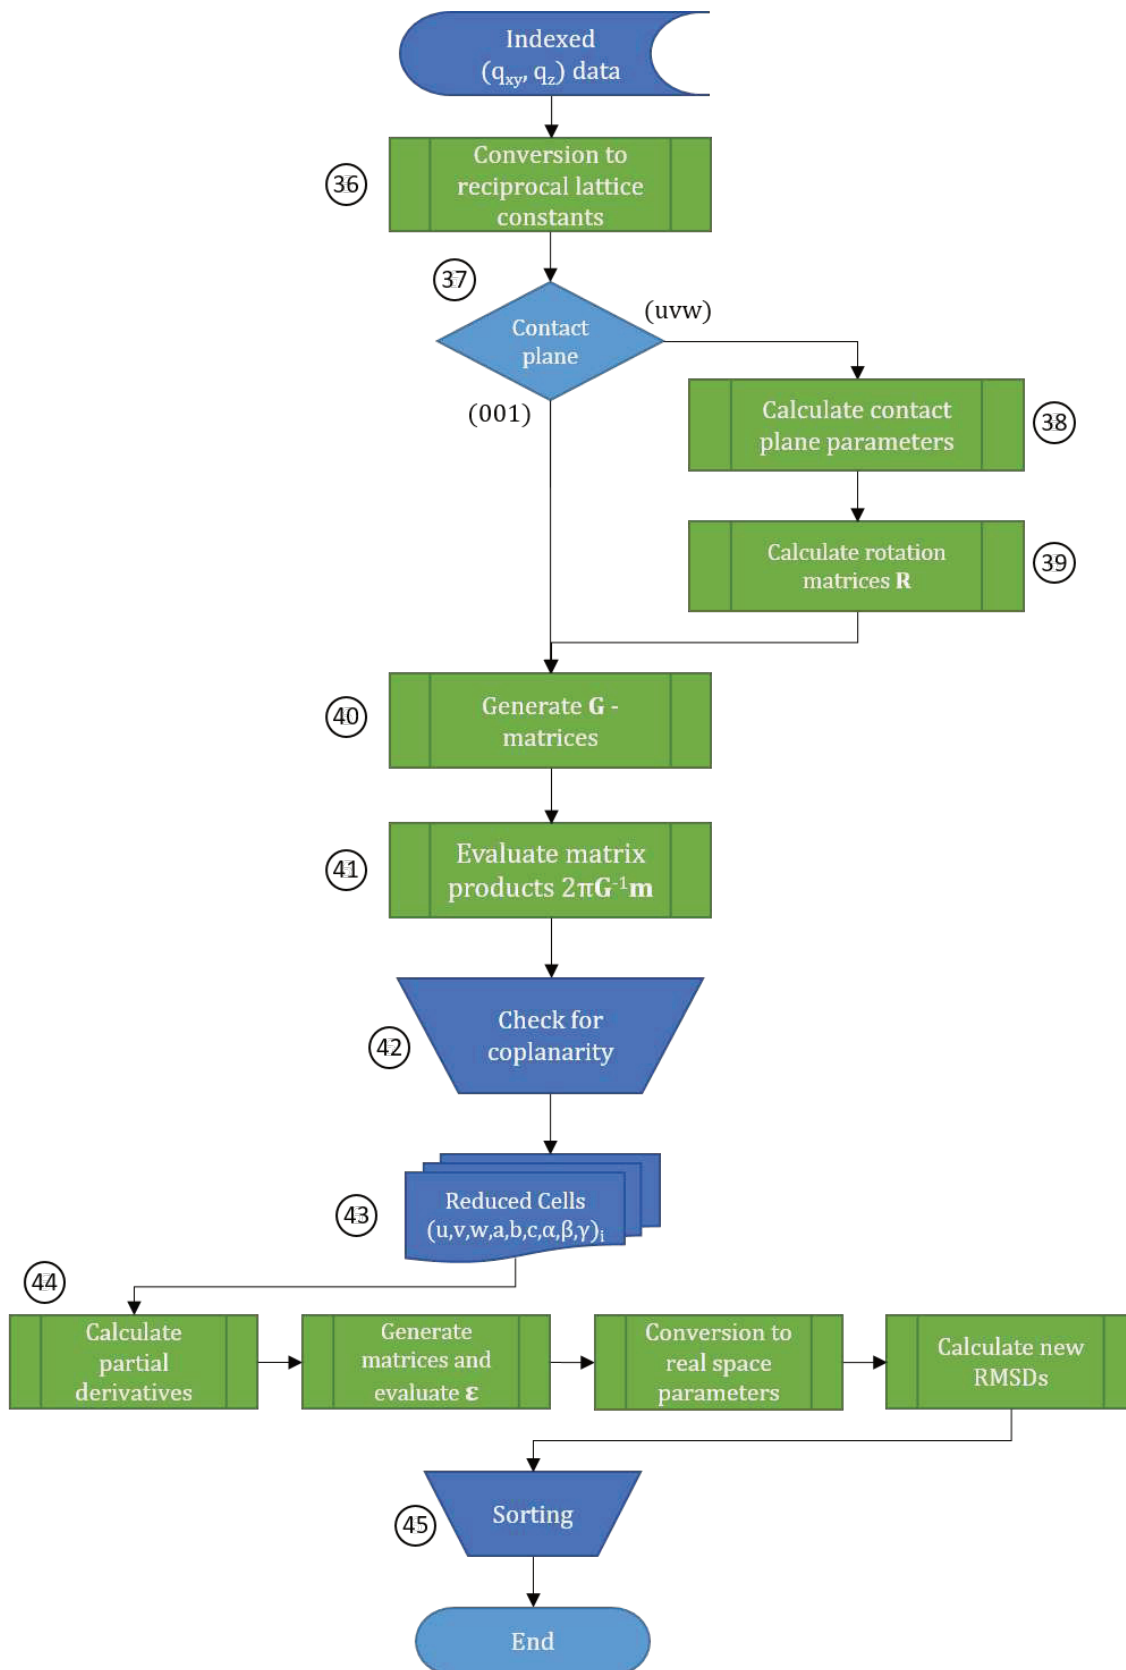 Indexed
(qxy, qz) data
36
Conversion to
reciprocal lattice
constants
37
Contact
plane
(uvw)
(001)
Calculate contact
plane parameters
38
Calculate rotation
matrices R
39
40
Generate G -
matrices
41
Evaluate matrix
products 2πG⁻¹m
42
Check for
coplanarity
43
Reduced Cells
(u,v,w,a,b,c,α,β,γ)i
44
Calculate
partial
derivatives
Generate
matrices and
evaluate ε
Conversion to
real space
parameters
Calculate new
RMSDs
45
Sorting
End